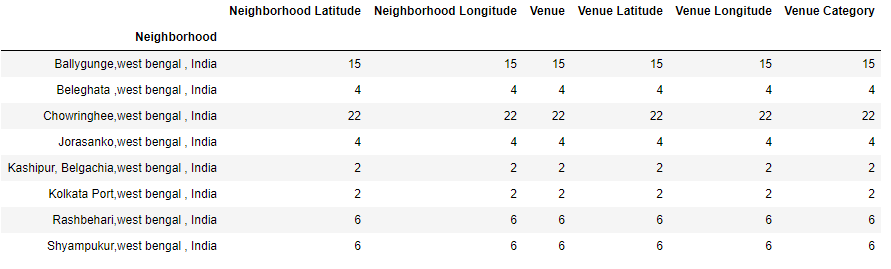 Neighborhood Latitude Neighborhood Longitude Venue Venue Latitude Venue Longitude Venue Category
Neighborhood
Ballygunge,west bengal , India 15 15 15 15 15 15
Beleghata ,west bengal , India 4 4 4 4 4 4
Chowringhee,west bengal , India 22 22 22 22 22 22
Jorasanko,west bengal , India 4 4 4 4 4 4
Kashipur, Belgachia,west bengal , India 2 2 2 2 2 2
Kolkata Port,west bengal , India 2 2 2 2 2 2
Rashbehari,west bengal , India 6 6 6 6 6 6
Shyampukur,west bengal , India 6 6 6 6 6 6